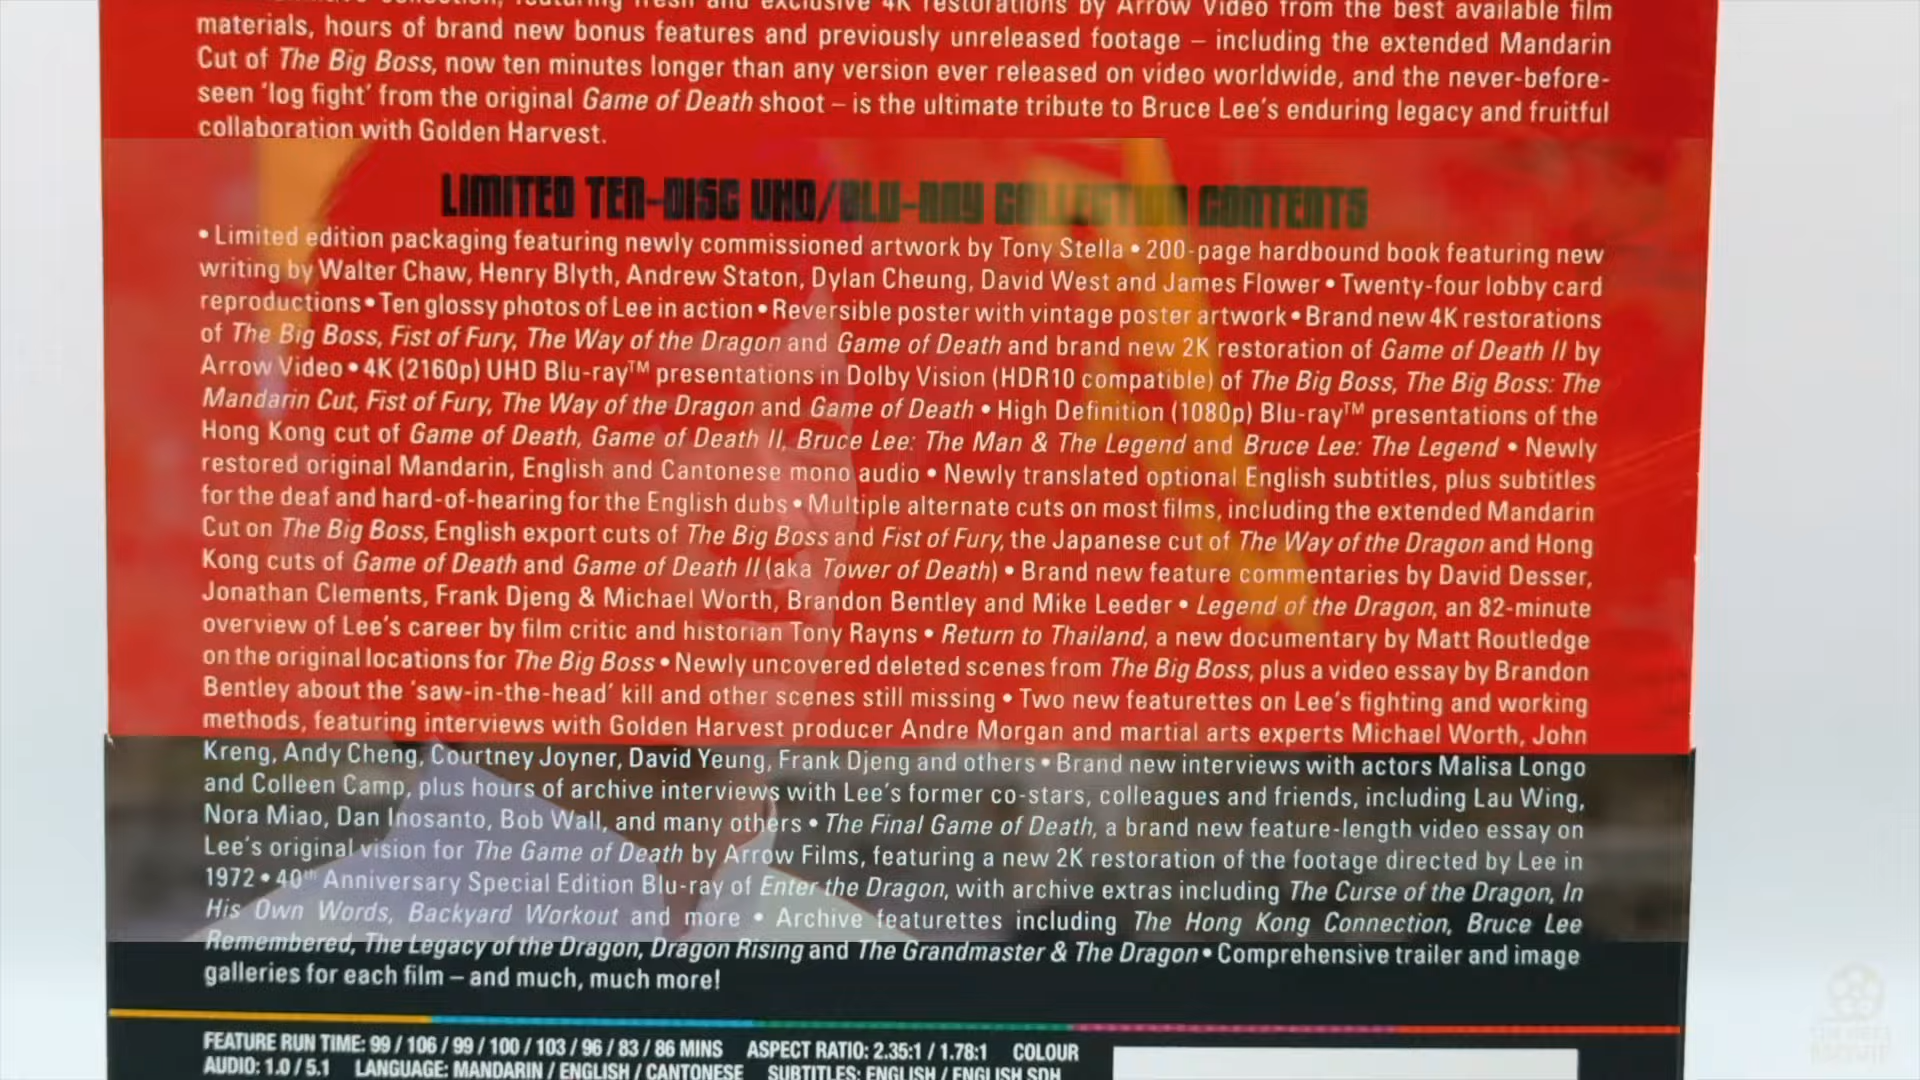 collection, featuring fresh and exclusive 4K restorations by Arrow Video from the best available film
materials, hours of brand new bonus features and previously unreleased footage – including the extended Mandarin
Cut of The Big Boss, now ten minutes longer than any version ever released on video worldwide, and the never-before-
seen ‘log fight’ from the original Game of Death shoot – is the ultimate tribute to Bruce Lee’s enduring legacy and fruitful
collaboration with Golden Harvest.
LIMITED TEN-DISC UHD/BLU-RAY COLLECTION CONTENTS
• Limited edition packaging featuring newly commissioned artwork by Tony Stella • 200-page hardbound book featuring new
writing by Walter Chaw, Henry Blyth, Andrew Staton, Dylan Cheung, David West and James Flower • Twenty-four lobby card
reproductions • Ten glossy photos of Lee in action • Reversible poster with vintage poster artwork • Brand new 4K restorations
of The Big Boss, Fist of Fury, The Way of the Dragon and Game of Death and brand new 2K restoration of Game of Death II by
Arrow Video • 4K (2160p) UHD Blu-ray™ presentations in Dolby Vision (HDR10 compatible) of The Big Boss, The Big Boss: The
Mandarin Cut, Fist of Fury, The Way of the Dragon and Game of Death • High Definition (1080p) Blu-ray™ presentations of the
Hong Kong cut of Game of Death, Game of Death II, Bruce Lee: The Man & The Legend and Bruce Lee: The Legend • Newly
restored original Mandarin, English and Cantonese mono audio • Newly translated optional English subtitles, plus subtitles
for the deaf and hard-of-hearing for the English dubs • Multiple alternate cuts on most films, including the extended Mandarin
Cut on The Big Boss, English export cuts of The Big Boss and Fist of Fury, the Japanese cut of The Way of the Dragon and Hong
Kong cuts of Game of Death and Game of Death II (aka Tower of Death) • Brand new feature commentaries by David Desser,
Jonathan Clements, Frank Djeng & Michael Worth, Brandon Bentley and Mike Leeder • Legend of the Dragon, an 82-minute
overview of Lee’s career by film critic and historian Tony Rayns • Return to Thailand, a new documentary by Matt Routledge
on the original locations for The Big Boss • Newly uncovered deleted scenes from The Big Boss, plus a video essay by Brandon
Bentley about the ‘saw-in-the-head’ kill and other scenes still missing • Two new featurettes on Lee’s fighting and working
methods, featuring interviews with Golden Harvest producer Andre Morgan and martial arts experts Michael Worth, John
Kreng, Andy Cheng, Courtney Joyner, David Yeung, Frank Djeng and others • Brand new interviews with actors Malisa Longo
and Colleen Camp, plus hours of archive interviews with Lee’s former co-stars, colleagues and friends, including Lau Wing,
Nora Miao, Dan Inosanto, Bob Wall, and many others • The Final Game of Death, a brand new feature-length video essay on
Lee’s original vision for The Game of Death by Arrow Films, featuring a new 2K restoration of the footage directed by Lee in
1972 • 40th Anniversary Special Edition Blu-ray of Enter the Dragon, with archive extras including The Curse of the Dragon, In
His Own Words, Backyard Workout and more • Archive featurettes including The Hong Kong Connection, Bruce Lee
Remembered, The Legacy of the Dragon, Dragon Rising and The Grandmaster & The Dragon • Comprehensive trailer and image
galleries for each film – and much, much more!
FEATURE RUN TIME: 99 / 106 / 99 / 100 / 103 / 96 / 83 / 86 MINS ASPECT RATIO: 2.35:1 / 1.78:1 COLOUR
AUDIO: 1.0 / 5.1 LANGUAGE: MANDARIN / ENGLISH / CANTONESE SUBTITLES: ENGLISH / ENGLISH SDH